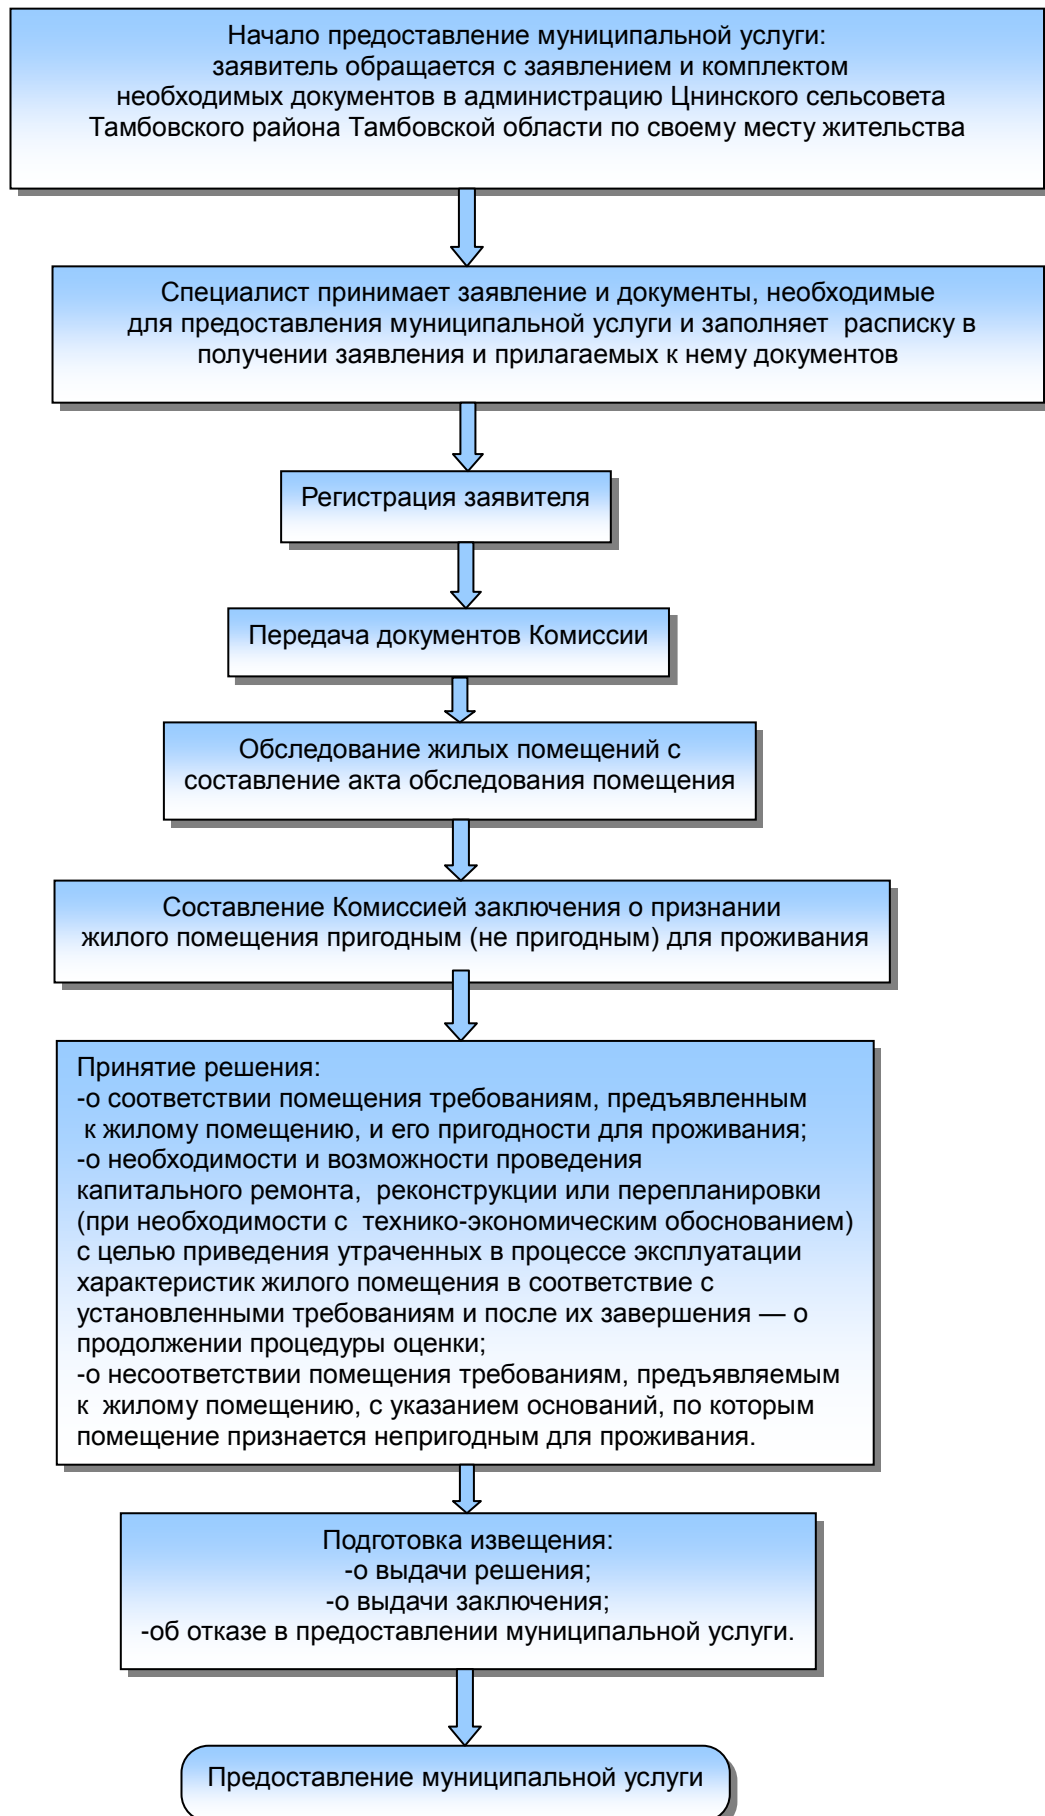 Начало предоставление муниципальной услуги:
заявитель обращается с заявлением и комплектом
необходимых документов в администрацию Цнинского сельсовета
Тамбовского района Тамбовской области по своему месту жительства
Специалист принимает заявление и документы, необходимые
для предоставления муниципальной услуги и заполняет расписку в
получении заявления и прилагаемых к нему документов
Регистрация заявителя
Передача документов Комиссии
Обследование жилых помещений с
составление акта обследования помещения
Составление Комиссией заключения о признании
жилого помещения пригодным (не пригодным) для проживания
Принятие решения:
-о соответствии помещения требованиям, предъявленным
к жилому помещению, и его пригодности для проживания;
-о необходимости и возможности проведения
капитального ремонта, реконструкции или перепланировки
(при необходимости с технико-экономическим обоснованием)
с целью приведения утраченных в процессе эксплуатации
характеристик жилого помещения в соответствие с
установленными требованиям и после их завершения — о
продолжении процедуры оценки;
-о несоответствии помещения требованиям, предъявляемым
к жилому помещению, с указанием оснований, по которым
помещение признается непригодным для проживания.
Подготовка извещения:
-о выдачи решения;
-о выдачи заключения;
-об отказе в предоставлении муниципальной услуги.
Предоставление муниципальной услуги